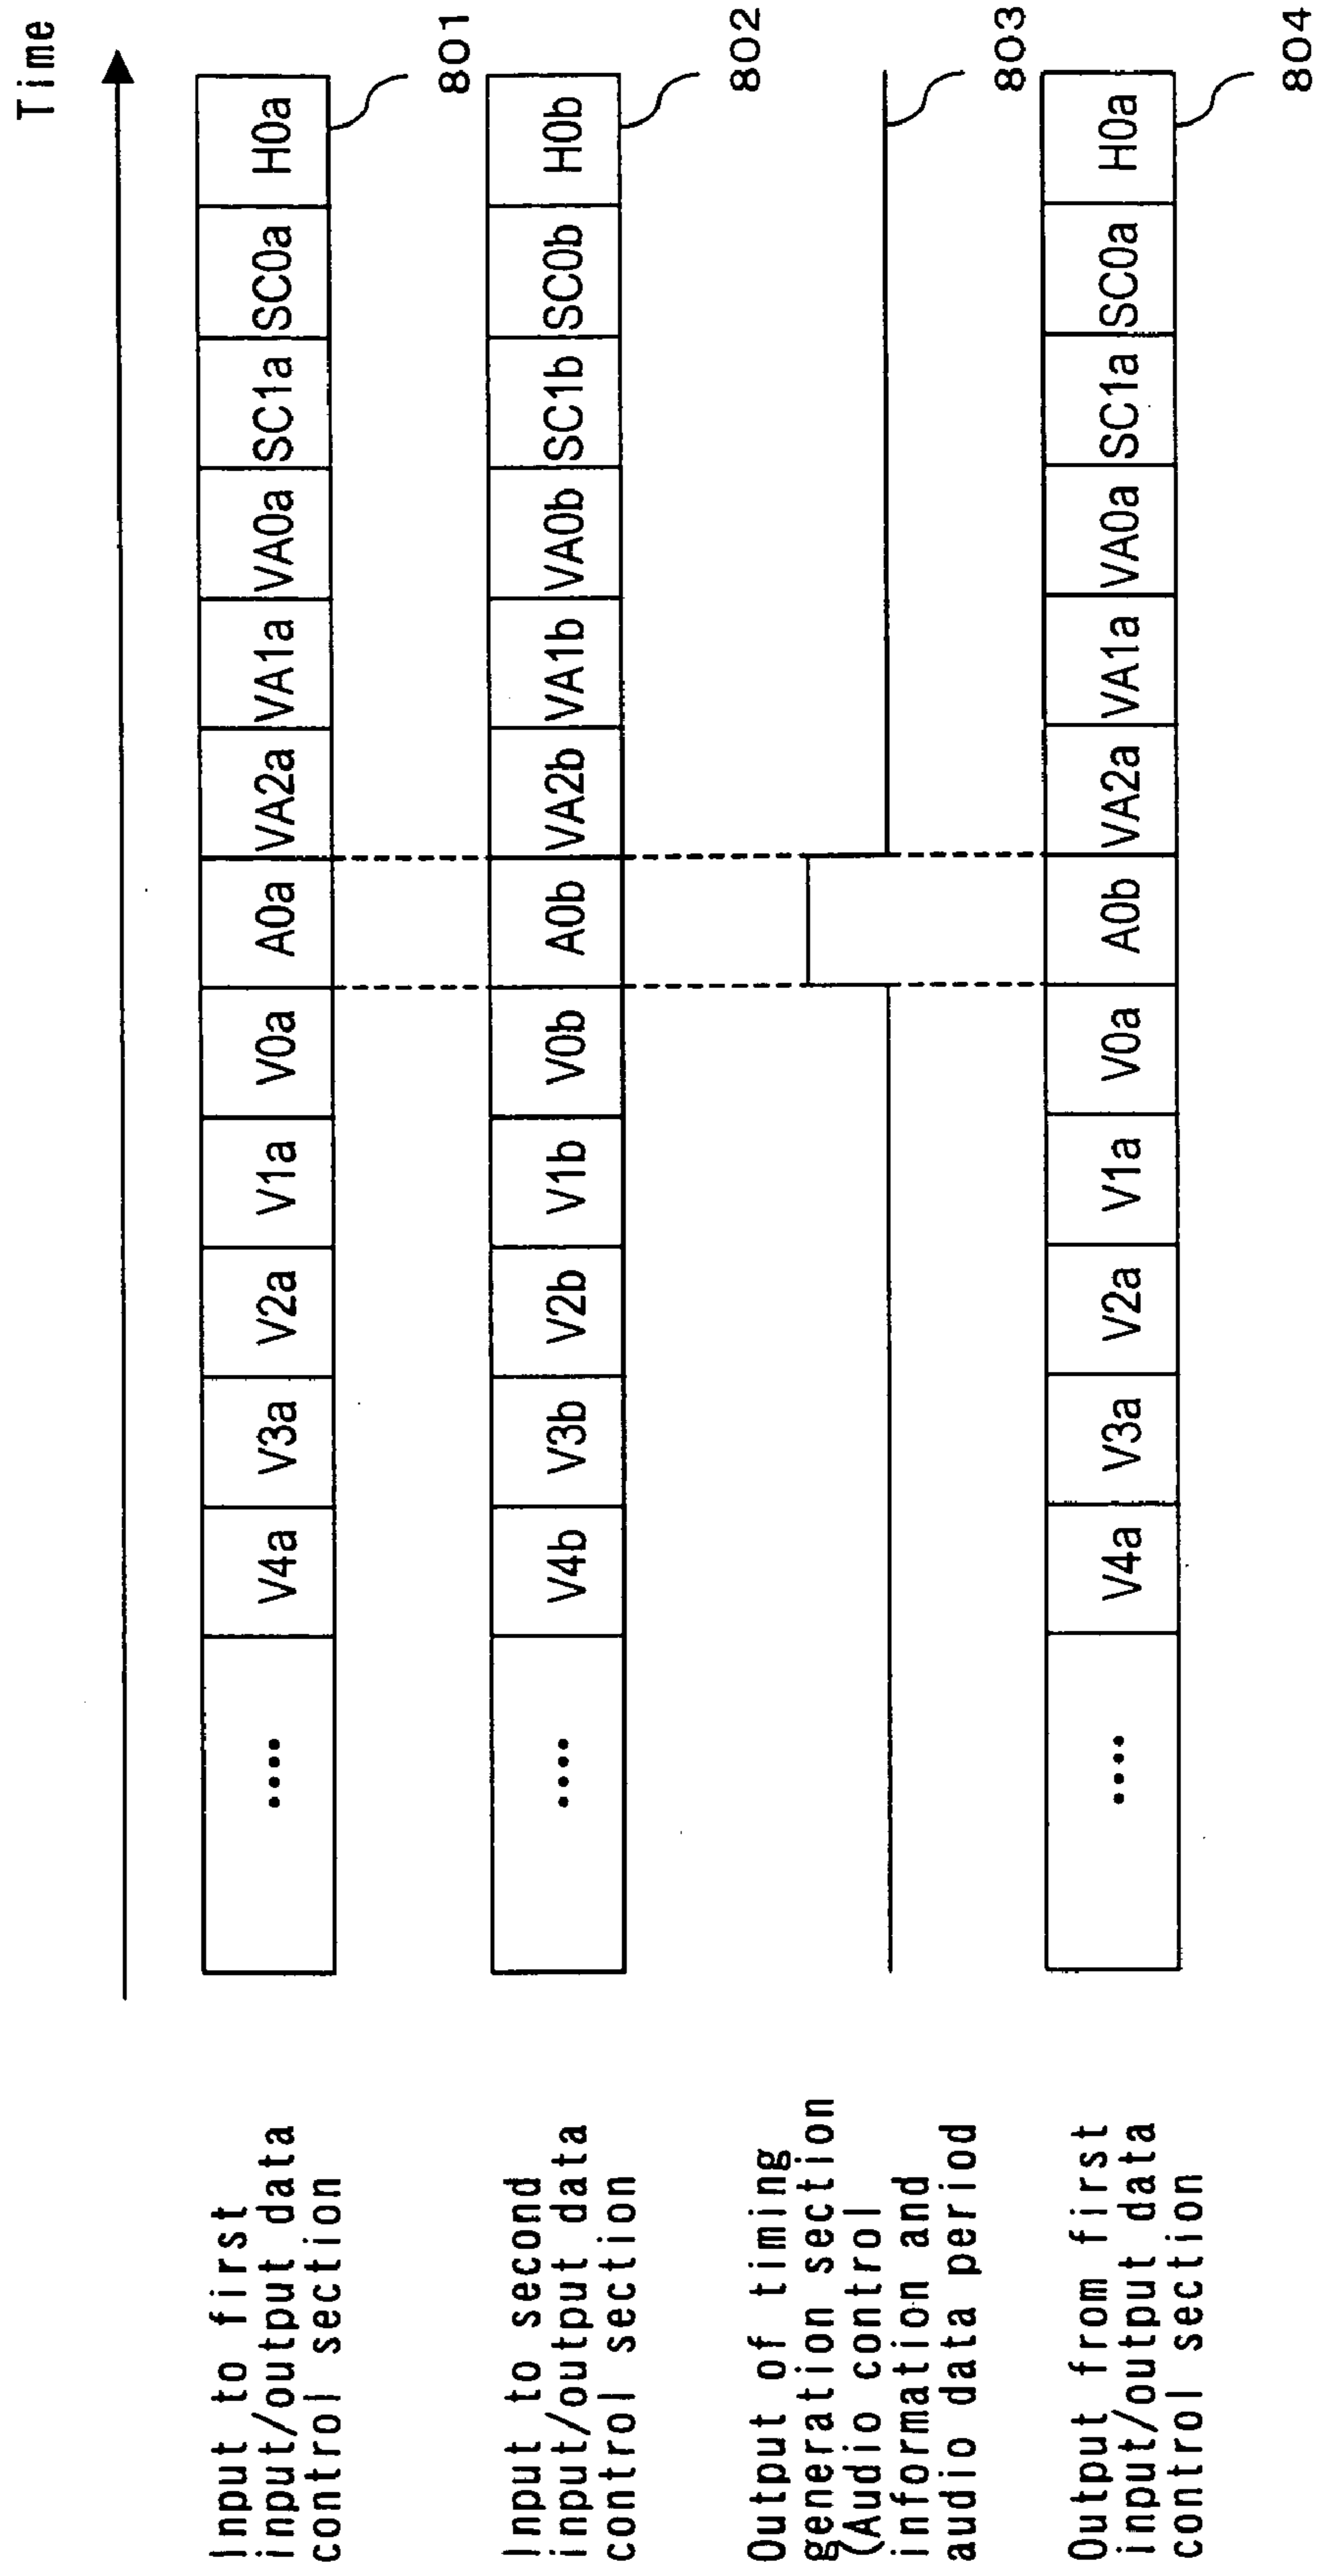 Time
Input to first
input/output data
control section
.... V4a V3a V2a V1a V0a A0a VA2a VA1a VA0a SC1a SC0a H0a
801
Input to second
input/output data
control section
.... V4b V3b V2b V1b V0b A0b VA2b VA1b VA0b SC1b SC0b H0b
802
Output of timing
generation section
(Audio control
information and
audio data period
803
Output from first
input/output data
control section
.... V4a V3a V2a V1a V0a A0b VA2a VA1a VA0a SC1a SC0a H0a
804